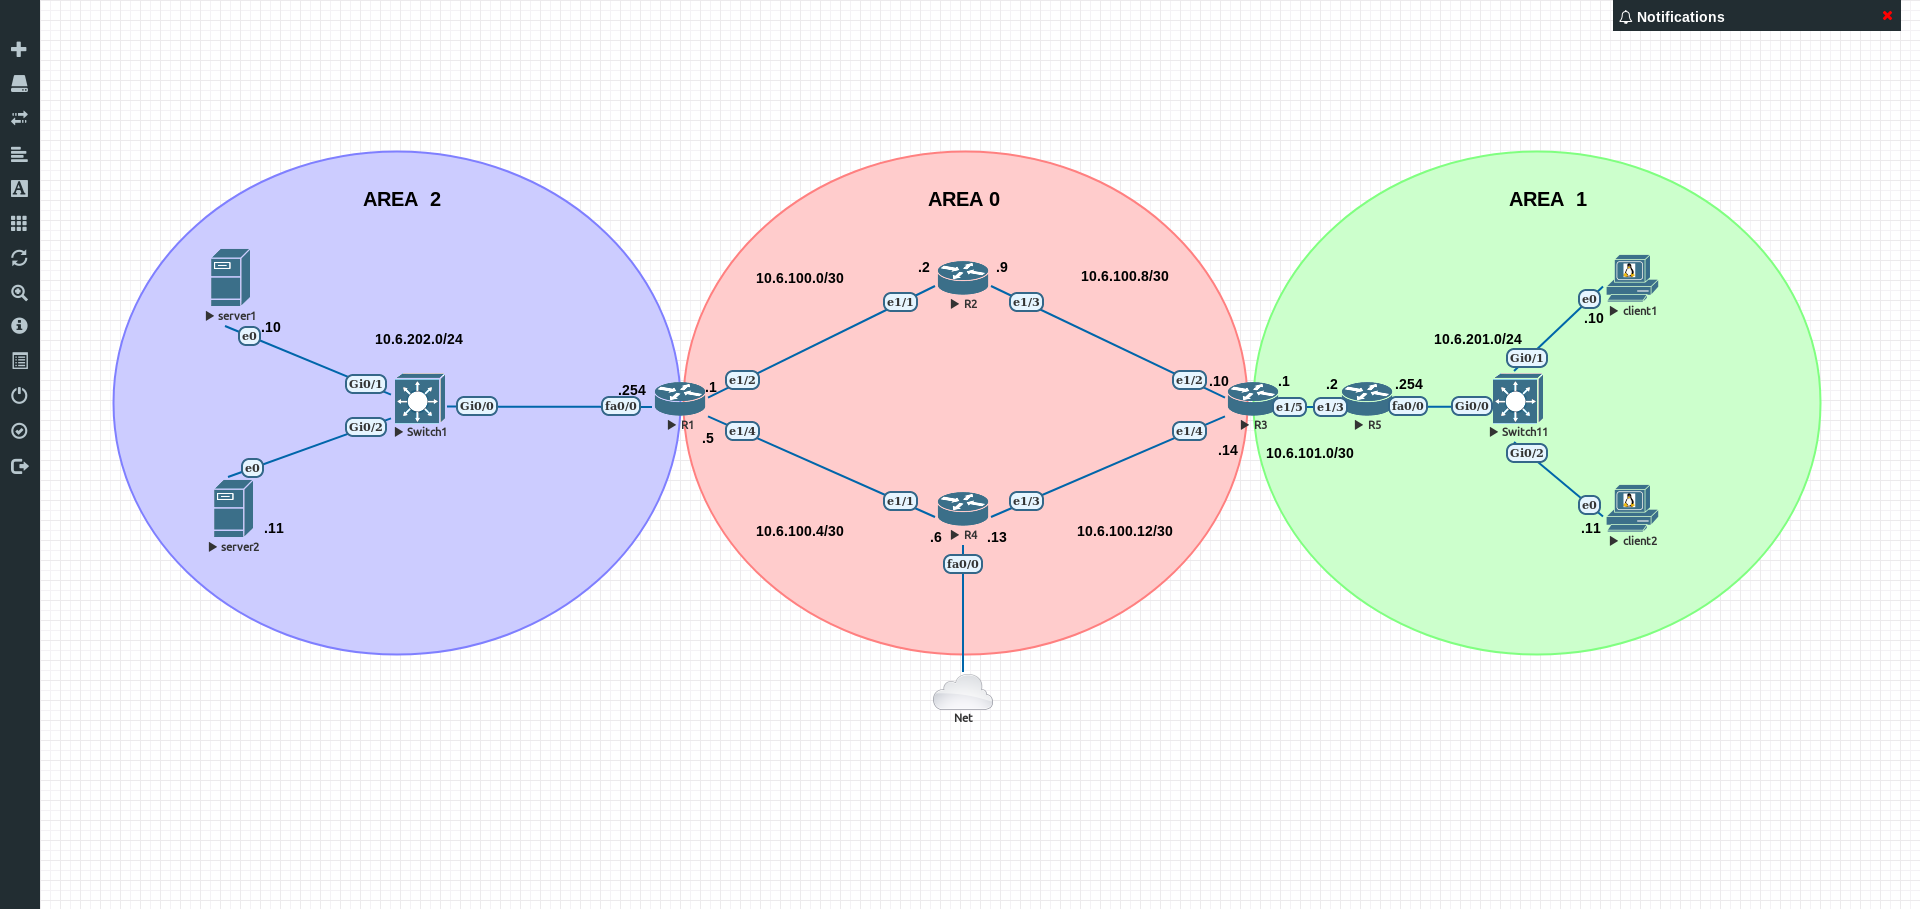 Notifications
AREA  2
AREA 0
AREA  1
server1
e0
.10
10.6.202.0/24
Gi0/1
Gi0/2
Switch1
Gi0/0
e0
.11
server2
.254
fa0/0
R1
.1
e1/2
.5
e1/4
10.6.100.0/30
.2
.9
e1/1
R2
e1/3
10.6.100.8/30
e1/2
.10
e1/4
.14
10.6.100.4/30
e1/1
.6
R4
.13
e1/3
fa0/0
10.6.100.12/30
Net
R3
.1
e1/5
10.6.101.0/30
.2
e1/3
R5
.254
fa0/0
Gi0/0
Switch11
10.6.201.0/24
Gi0/1
Gi0/2
e0
.10
client1
e0
.11
client2